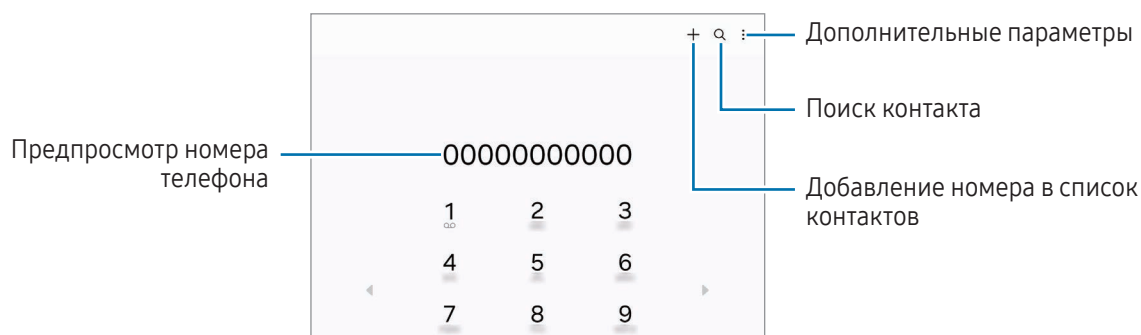 Дополнительные параметры
Поиск контакта
Предпросмотр номера
телефона
00000000000
Добавление номера в список
контактов
1 2 3
4 5 6
7 8 9